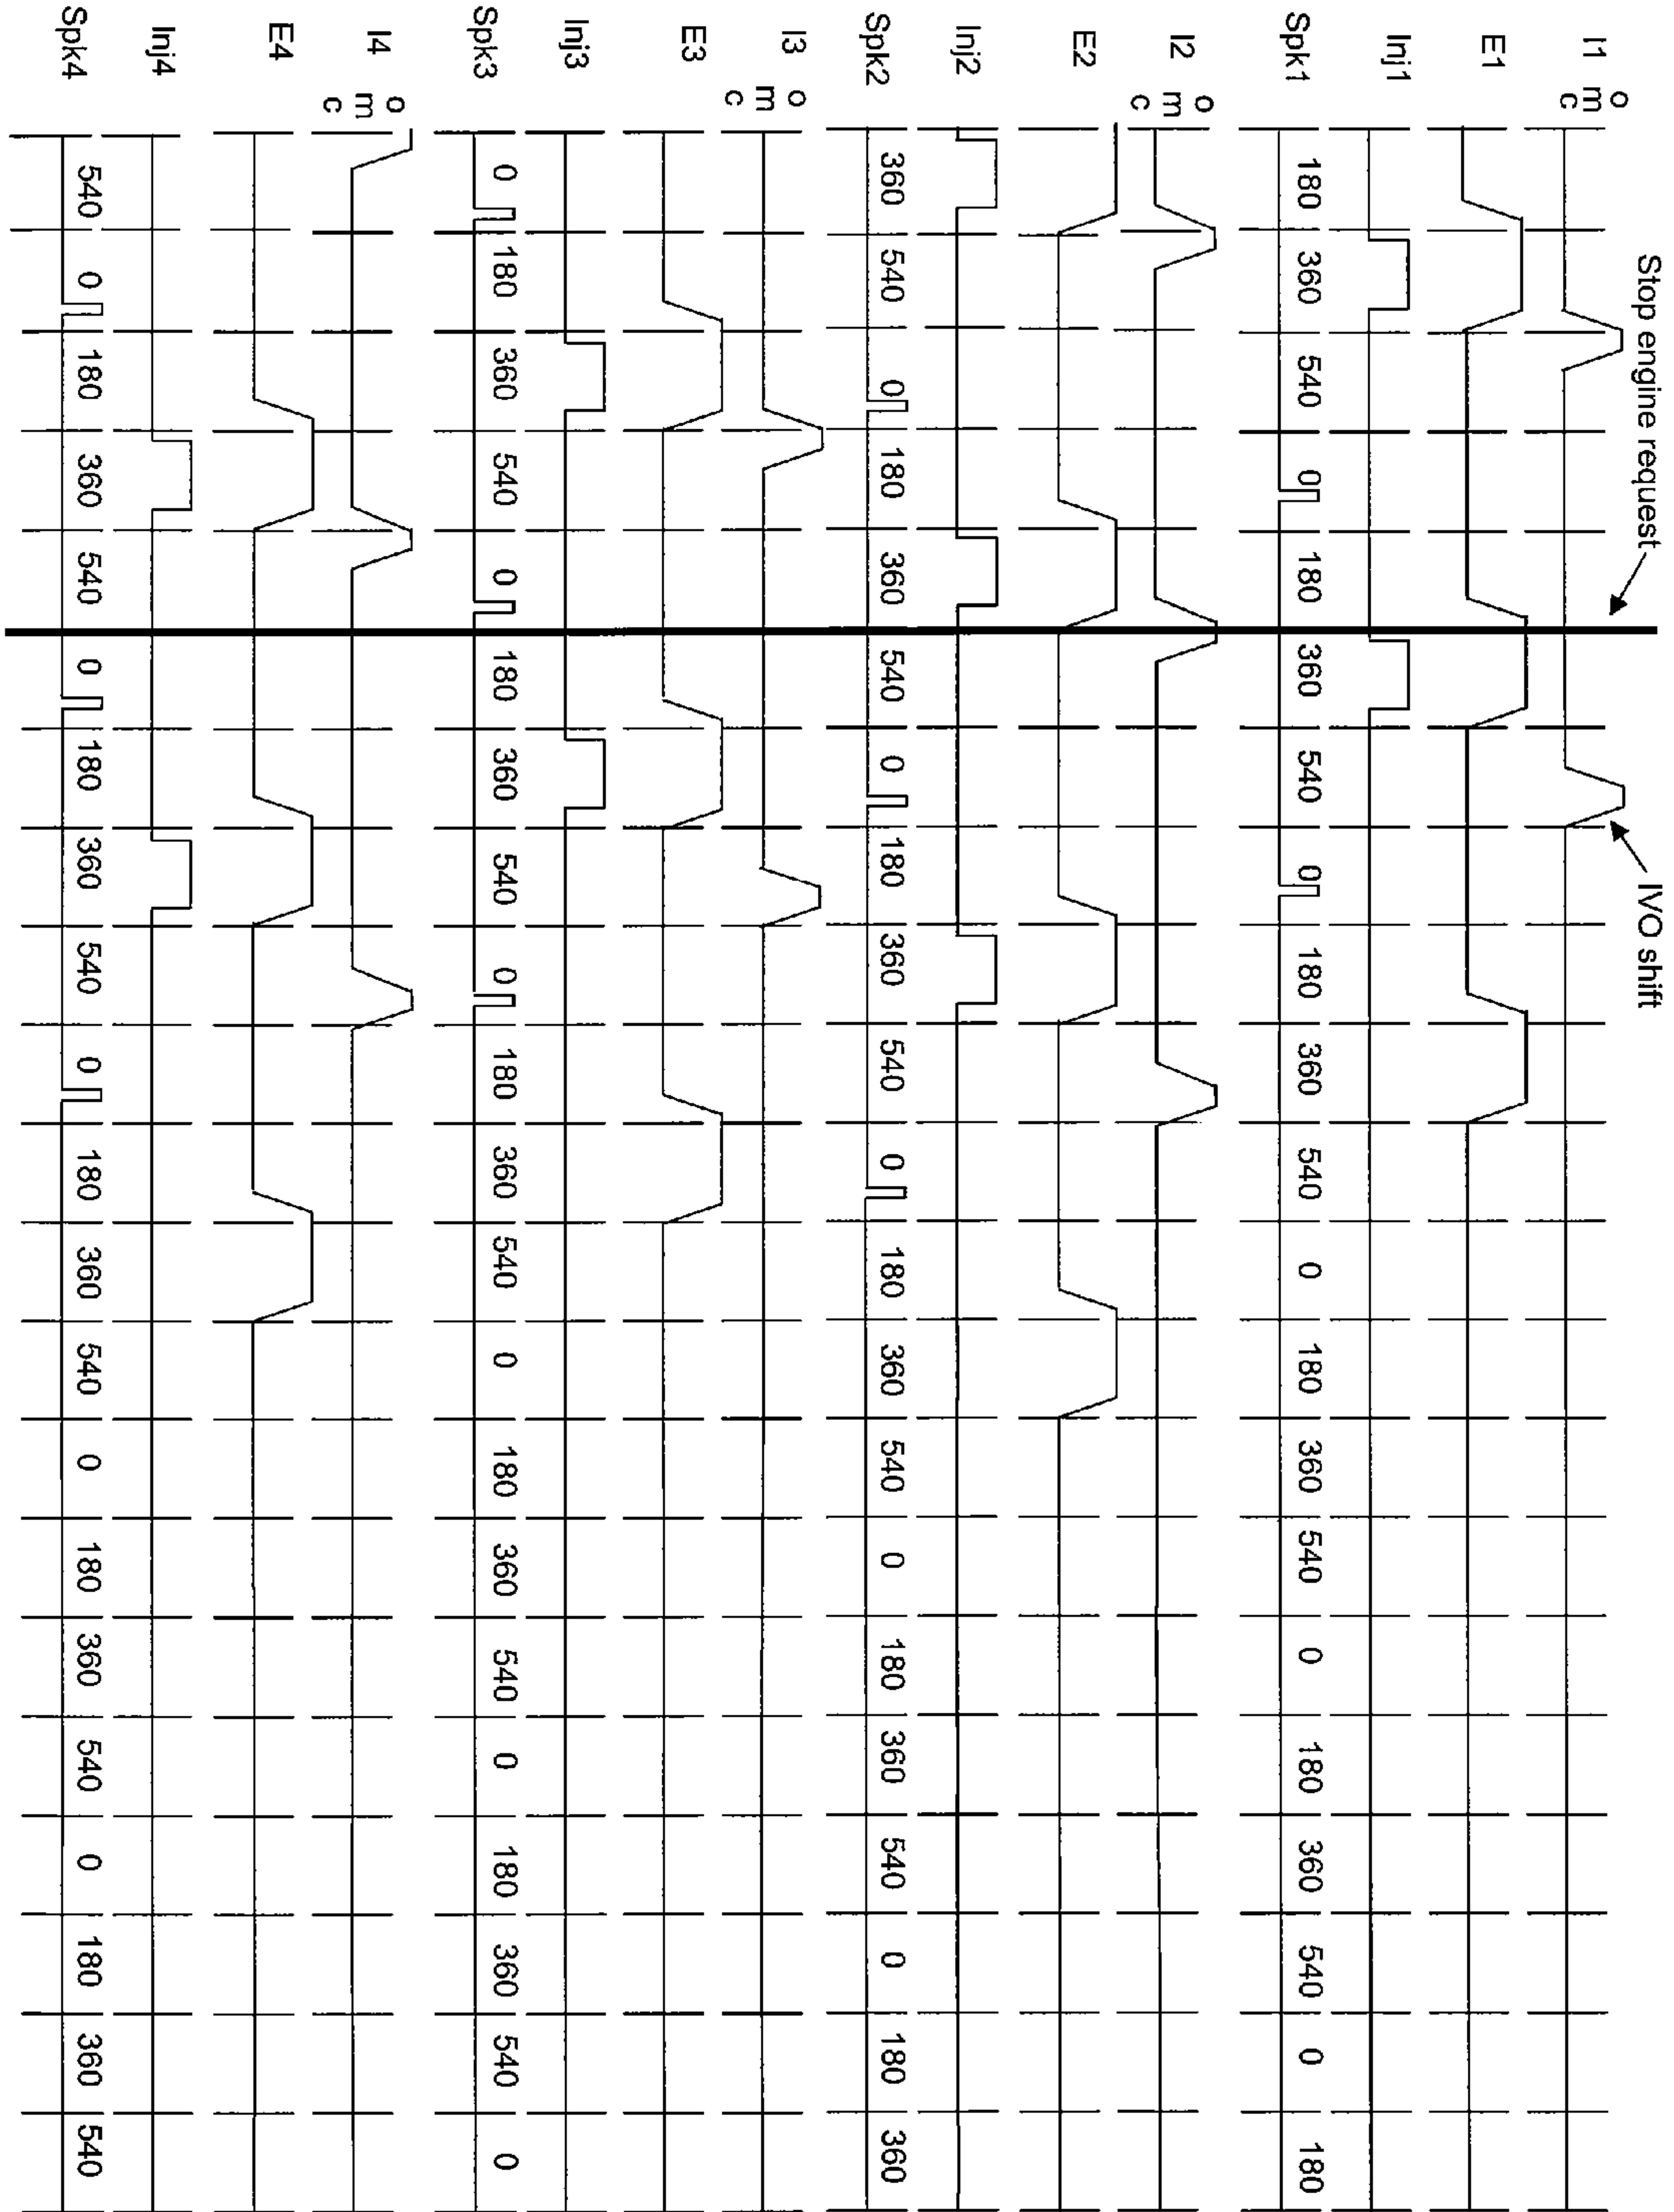 Stop engine request
IVO shift
o
I1 m
c
E1
Inj1
Spk1 180 360 540 0 180 360 540 0 180 360 540 0 180 360 540 0 180 360 540 0 180
o
I2 m
c
E2
Inj2
Spk2 360 540 0 180 360 540 0 180 360 540 0 180 360 540 0 180 360 540 0 180 360
o
I3 m
c
E3
Inj3
Spk3 0 180 360 540 0 180 360 540 0 180 360 540 0 180 360 540 0 180 360 540 0
o
I4 m
c
E4
Inj4
Spk4 540 0 180 360 540 0 180 360 540 0 180 360 540 0 180 360 540 0 180 360 540